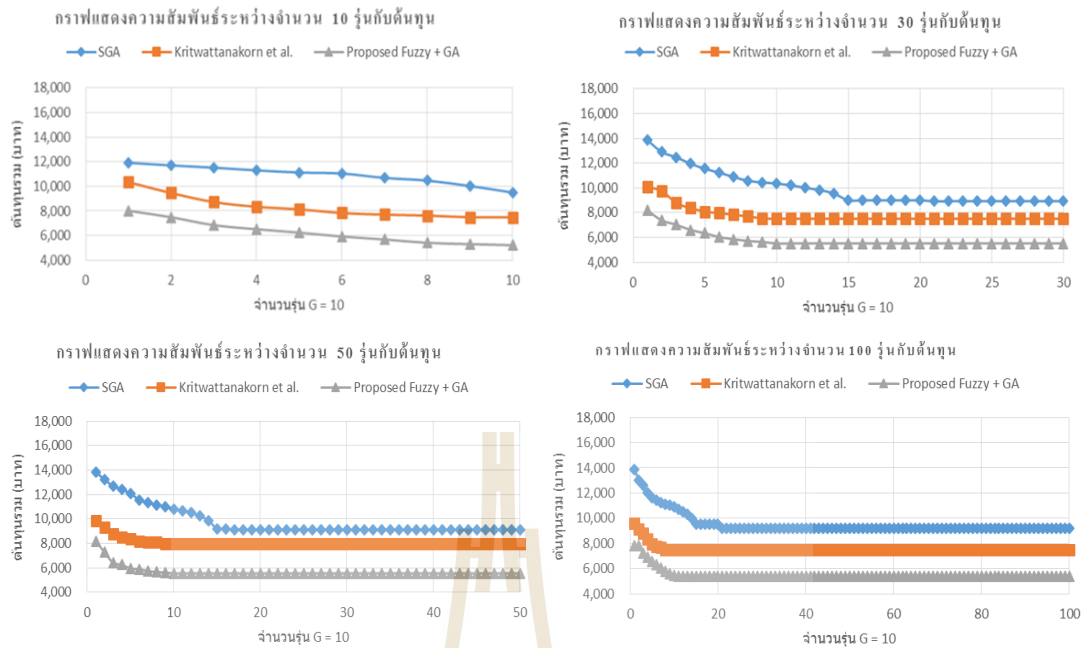 กราฟแสดงความสัมพันธ์ระหว่างจำนวน 10 รุ่นกับต้นทุน
SGA Kritwattanakorn et al. Proposed Fuzzy + GA
18,000
16,000
14,000
12,000
10,000
8,000
6,000
4,000
ต้นทุนรวม (บาท)
0 2 4 6 8 10
จำนวนรุ่น G = 10
กราฟแสดงความสัมพันธ์ระหว่างจำนวน 30 รุ่นกับต้นทุน
SGA Kritwattanakorn et al. Proposed Fuzzy + GA
18,000
16,000
14,000
12,000
10,000
8,000
6,000
4,000
ต้นทุนรวม (บาท)
0 5 10 15 20 25 30
จำนวนรุ่น G = 10
กราฟแสดงความสัมพันธ์ระหว่างจำนวน 50 รุ่นกับต้นทุน
SGA Kritwattanakorn et al. Proposed Fuzzy + GA
18,000
16,000
14,000
12,000
10,000
8,000
6,000
4,000
ต้นทุนรวม (บาท)
0 10 20 30 40 50
จำนวนรุ่น G = 10
กราฟแสดงความสัมพันธ์ระหว่างจำนวน 100 รุ่นกับต้นทุน
SGA Kritwattanakorn et al. Proposed Fuzzy + GA
18,000
16,000
14,000
12,000
10,000
8,000
6,000
4,000
ต้นทุนรวม (บาท)
0 20 40 60 80 100
จำนวนรุ่น G = 10